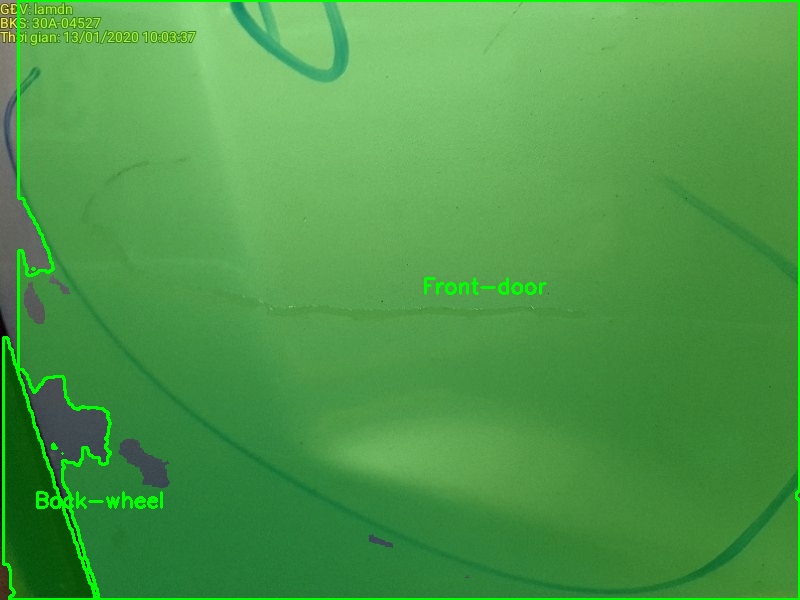 GĐV: lamdn
BKS: 30A-04527
Thời gian: 13/01/2020 10:03:37
Front-door
Back-wheel